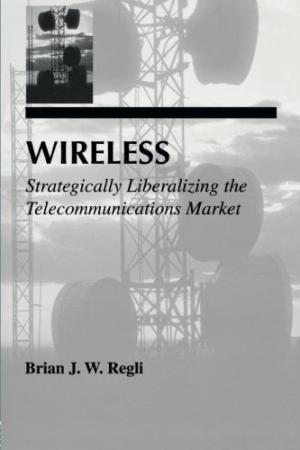 WIRELESS
Strategically Liberalizing the
Telecommunications Market
Brian J. W. Regli